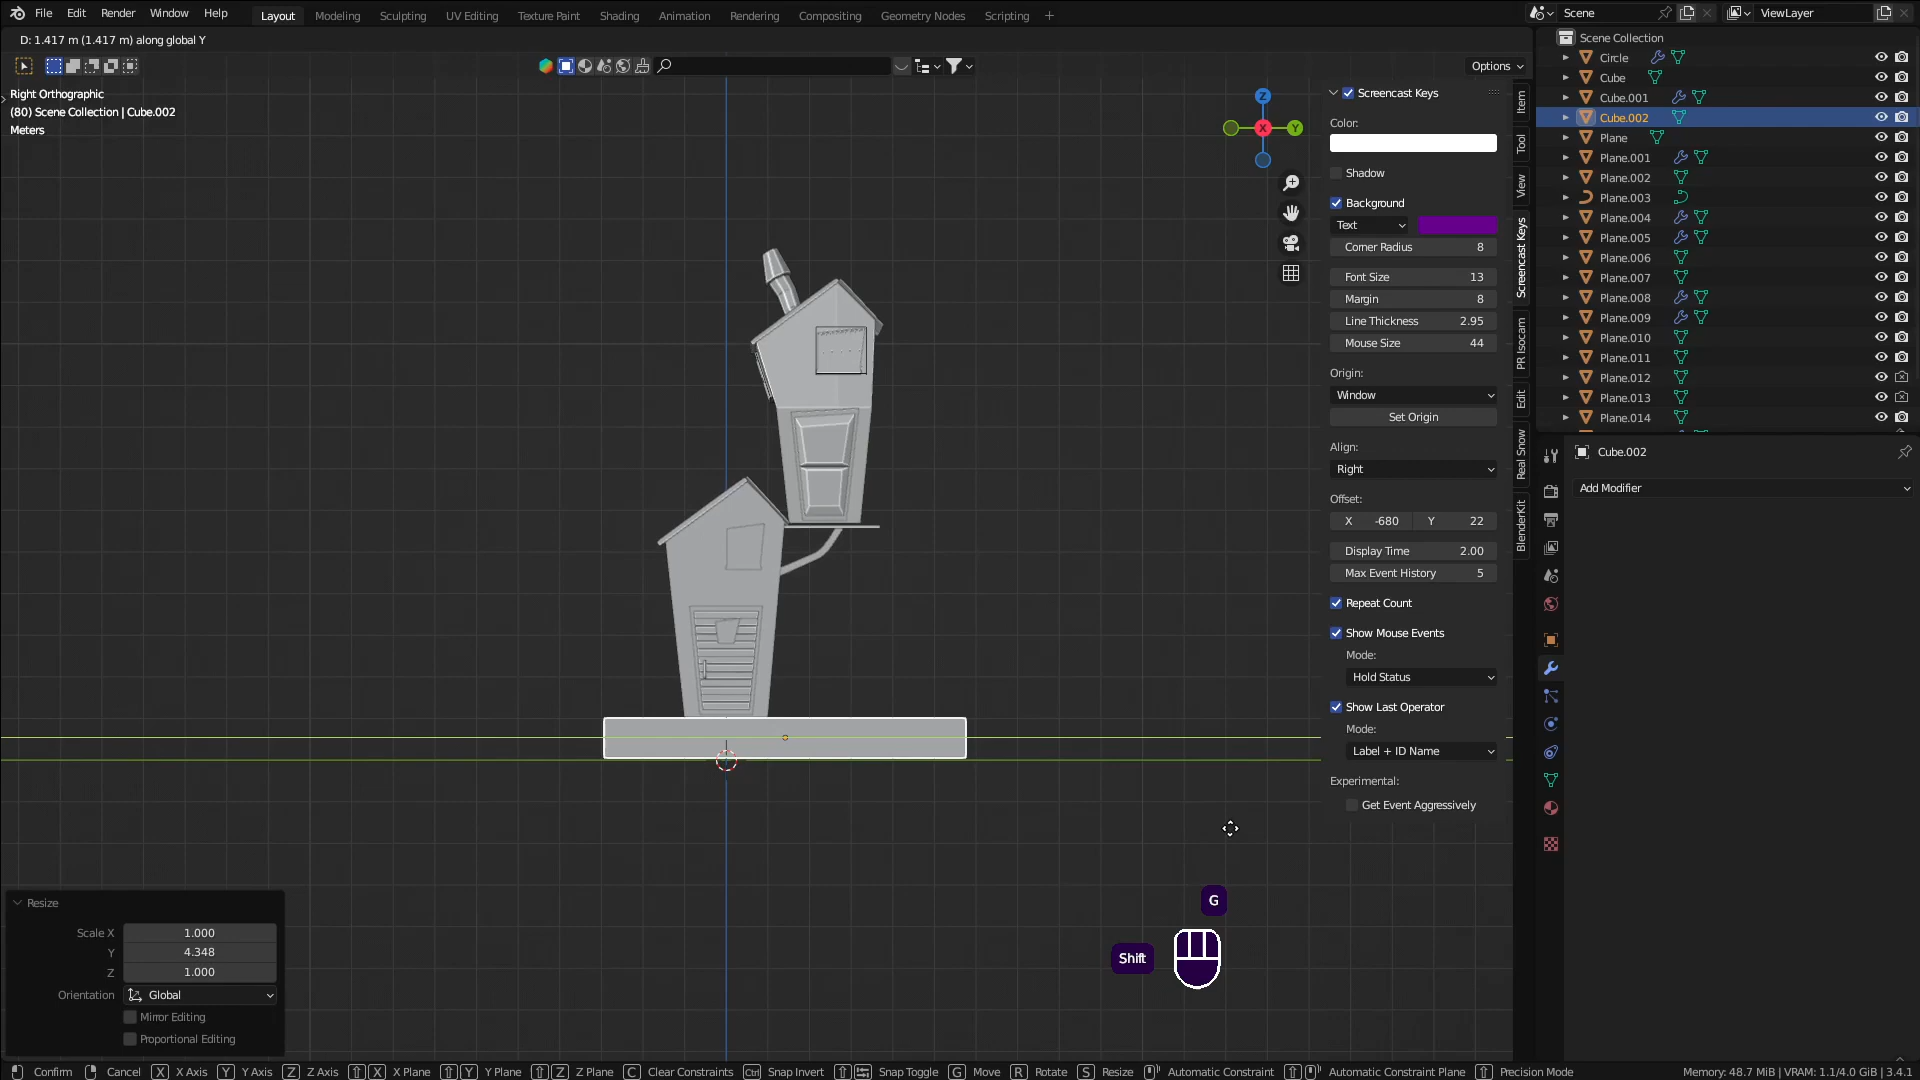 File Edit Render Window Help
Layout Modeling Sculpting UV Editing Texture Paint Shading Animation Rendering Compositing Geometry Nodes Scripting +
Scene
ViewLayer
D: 1.417 m (1.417 m) along global Y
Options
Right Orthographic
(80) Scene Collection | Cube.002
Meters
Z
X
Y
Screencast Keys
Color:
Shadow
Background
Text
Corner Radius 8
Font Size 13
Margin 8
Line Thickness 2.95
Mouse Size 44
Origin:
Window
Set Origin
Align:
Right
Offset:
X -680 Y 22
Display Time 2.00
Max Event History 5
Repeat Count
Show Mouse Events
Mode:
Hold Status
Show Last Operator
Mode:
Label + ID Name
Experimental:
Get Event Aggressively
Item
Tool
View
Screencast Keys
PR Isocam
Edit
Real Snow
BlenderKit
Scene Collection
Circle
Cube
Cube.001
Cube.002
Plane
Plane.001
Plane.002
Plane.003
Plane.004
Plane.005
Plane.006
Plane.007
Plane.008
Plane.009
Plane.010
Plane.011
Plane.012
Plane.013
Plane.014
Cube.002
Add Modifier
Resize
Scale X 1.000
Y 4.348
Z 1.000
Orientation Global
Mirror Editing
Proportional Editing
G
Shift
Confirm Cancel X X Axis Y Y Axis Z Z Axis X X Plane Y Y Plane Z Z Plane C Clear Constraints Ctrl Snap Invert Snap Toggle G Move R Rotate S Resize Automatic Constraint Automatic Constraint Plane Precision Mode
Memory: 48.7 MiB | VRAM: 1.1/4.0 GiB | 3.4.1